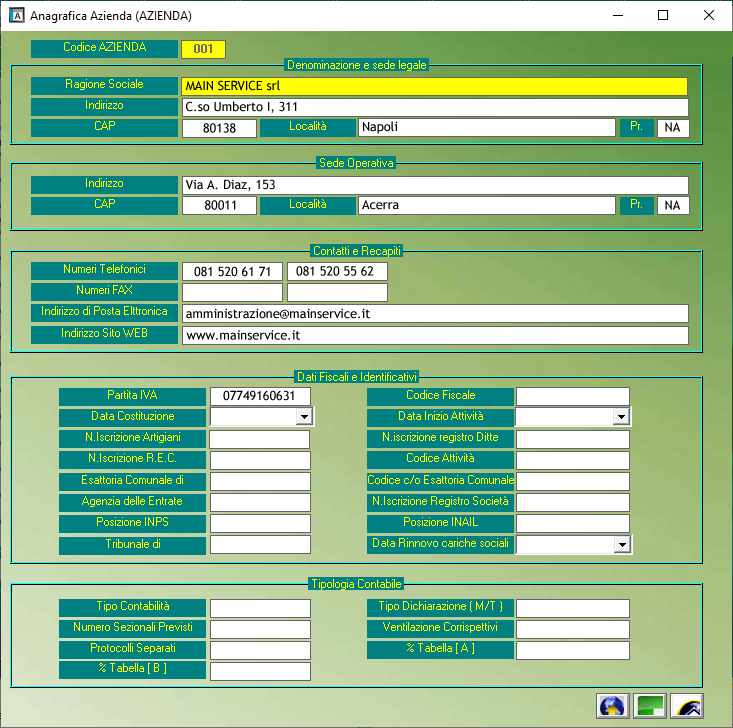 Anagrafica Azienda (AZIENDA)
Codice AZIENDA 001
Denominazione e sede legale
Ragione Sociale MAIN SERVICE srl
Indirizzo C.so Umberto I, 311
CAP 80138 Località Napoli Pr. NA
Sede Operativa
Indirizzo Via A. Diaz, 153
CAP 80011 Località Acerra Pr. NA
Contatti e Recapiti
Numeri Telefonici 081 520 61 71 081 520 55 62
Numeri FAX
Indirizzo di Posta Elttronica amministrazione@mainservice.it
Indirizzo Sito WEB www.mainservice.it
Dati Fiscali e Identificativi
Partita IVA 07749160631 Codice Fiscale
Data Costituzione Data Inizio Attività
N.Iscrizione Artigiani N.iscrizione registro Ditte
N.Iscrizione R.E.C. Codice Attività
Esattoria Comunale di Codice c/o Esattoria Comunale
Agenzia delle Entrate N.Iscrizione Registro Società
Posizione INPS Posizione INAIL
Tribunale di Data Rinnovo cariche sociali
Tipologia Contabile
Tipo Contabilità Tipo Dichiarazione ( M/T )
Numero Sezionali Previsti Ventilazione Corrispettivi
Protocolli Separati % Tabella [ A ]
% Tabella [ B ]